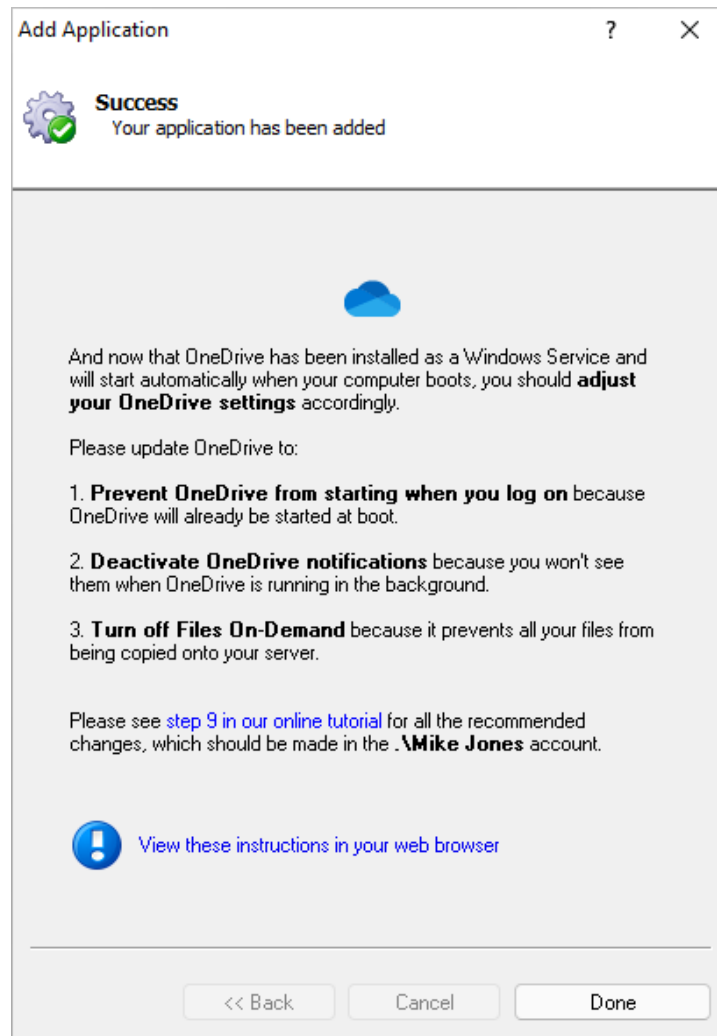 Add Application
?
Success
Your application has been added
And now that OneDrive has been installed as a Windows Service and
will start automatically when your computer boots, you should adjust
your OneDrive settings accordingly.
Please update OneDrive to:
1. Prevent OneDrive from starting when you log on because
OneDrive will already be started at boot.
2. Deactivate OneDrive notifications because you won't see
them when OneDrive is running in the background.
3. Turn off Files On-Demand because it prevents all your files from
being copied onto your server.
Please see step 9 in our online tutorial for all the recommended
changes, which should be made in the .\Mike Jones account.
View these instructions in your web browser
<< Back Cancel Done